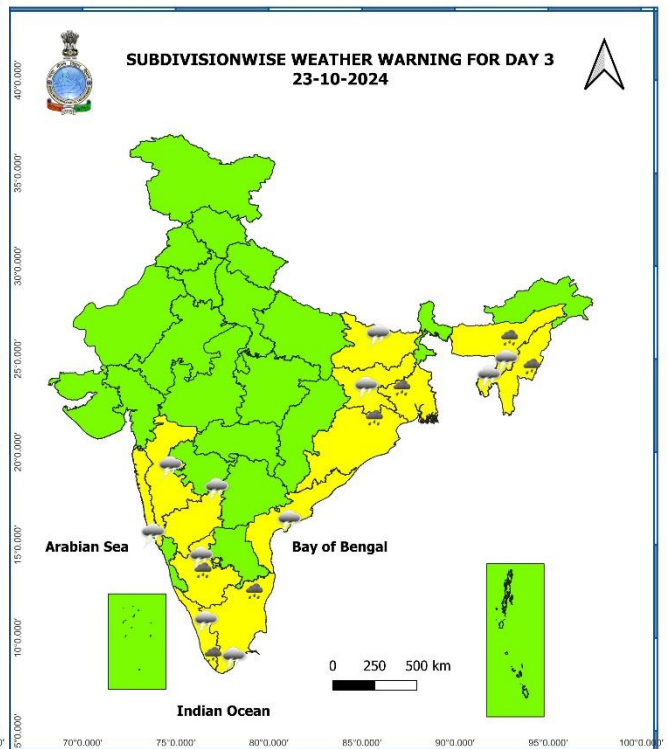 SUBDIVISIONWISE WEATHER WARNING FOR DAY 3
23-10-2024
40°0.000'
35°0.000'
30°0.000'
25°0.000'
20°0.000'
15°0.000'
10°0.000'
5°0.000'
Arabian Sea
Bay of Bengal
0 250 500 km
Indian Ocean
70°0.000' 75°0.000' 80°0.000' 85°0.000' 90°0.000' 95°0.000' 100°0.000'